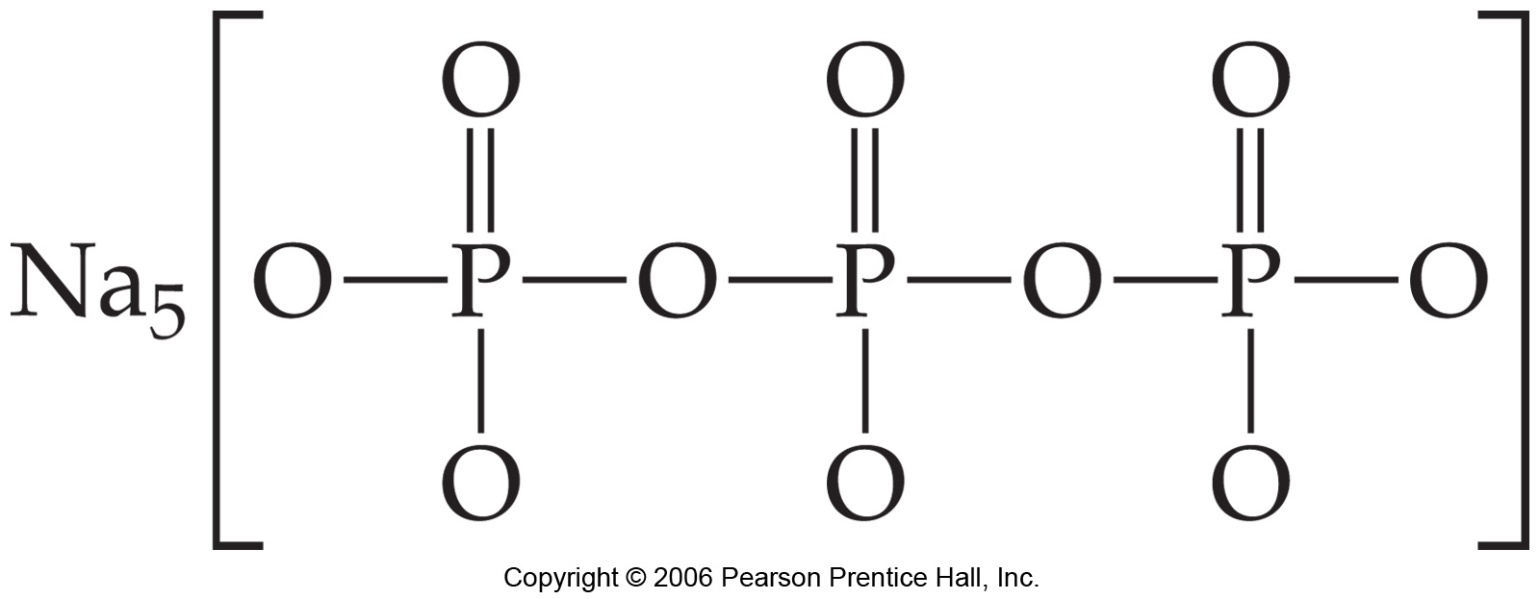 O O O
Na5 O P O P O P O
O O O
Copyright © 2006 Pearson Prentice Hall, Inc.